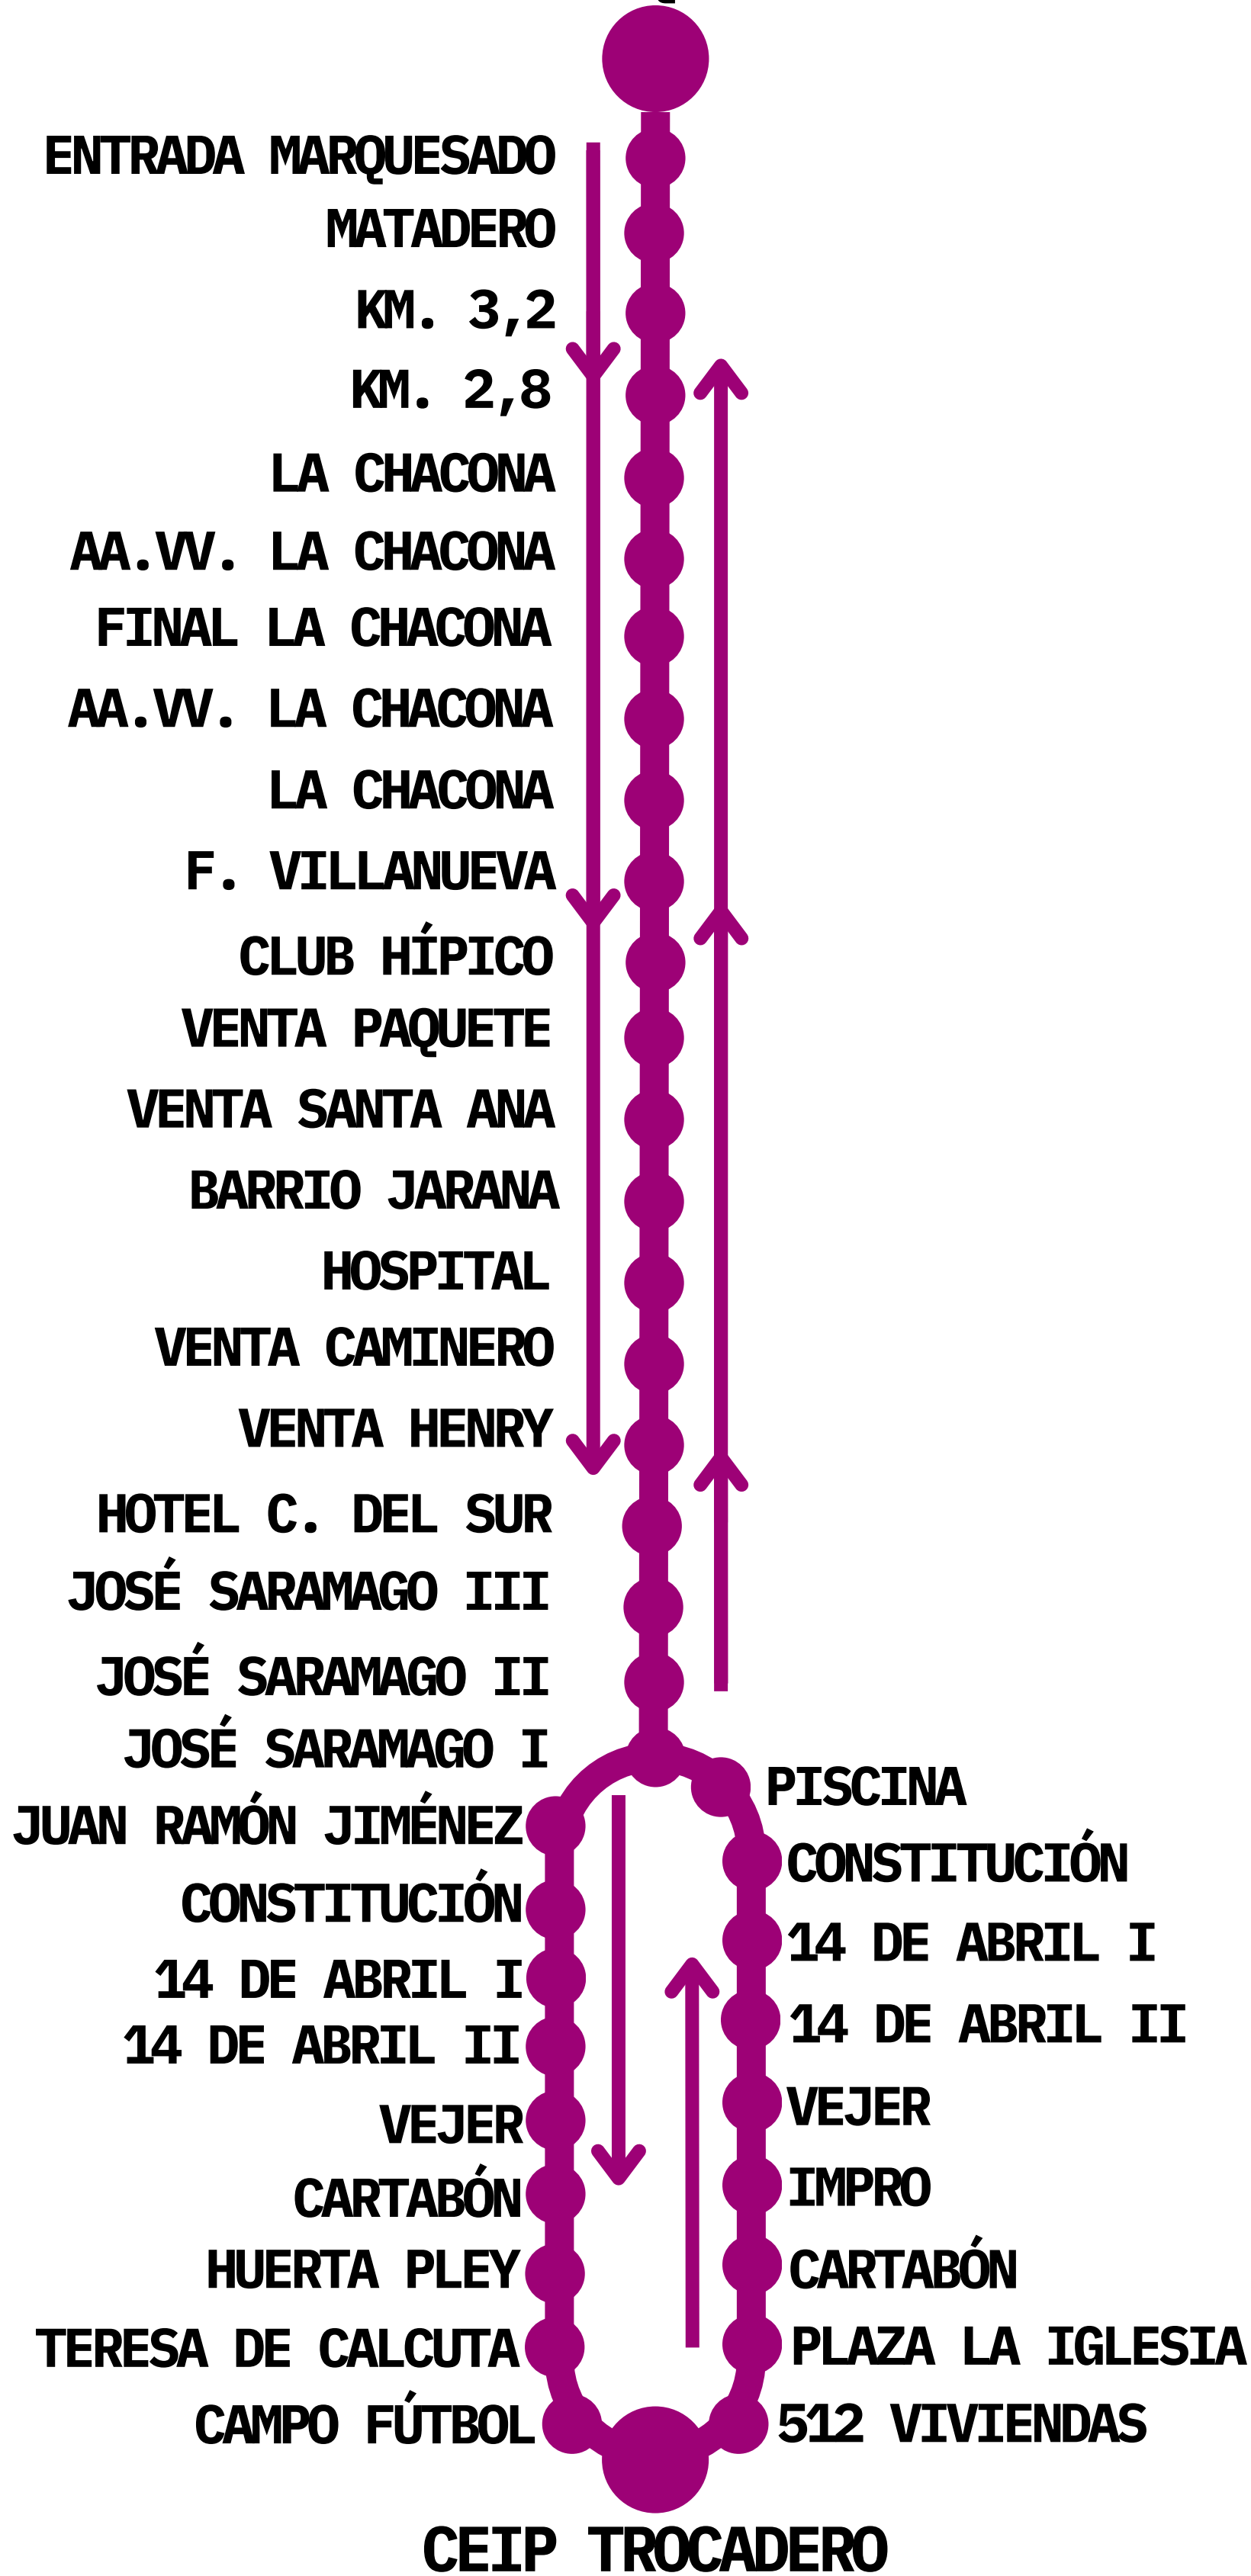 ENTRADA MARQUESADO
MATADERO
KM. 3,2
KM. 2,8
LA CHACONA
AA.VV. LA CHACONA
FINAL LA CHACONA
AA.VV. LA CHACONA
LA CHACONA
F. VILLANUEVA
CLUB HÍPICO
VENTA PAQUETE
VENTA SANTA ANA
BARRIO JARANA
HOSPITAL
VENTA CAMINERO
VENTA HENRY
HOTEL C. DEL SUR
JOSÉ SARAMAGO III
JOSÉ SARAMAGO II
JOSÉ SARAMAGO I
JUAN RAMÓN JIMÉNEZ
CONSTITUCIÓN
14 DE ABRIL I
14 DE ABRIL II
VEJER
CARTABÓN
HUERTA PLEY
TERESA DE CALCUTA
CAMPO FÚTBOL
PISCINA
CONSTITUCIÓN
14 DE ABRIL I
14 DE ABRIL II
VEJER
IMPRO
CARTABÓN
PLAZA LA IGLESIA
512 VIVIENDAS
CEIP TROCADERO